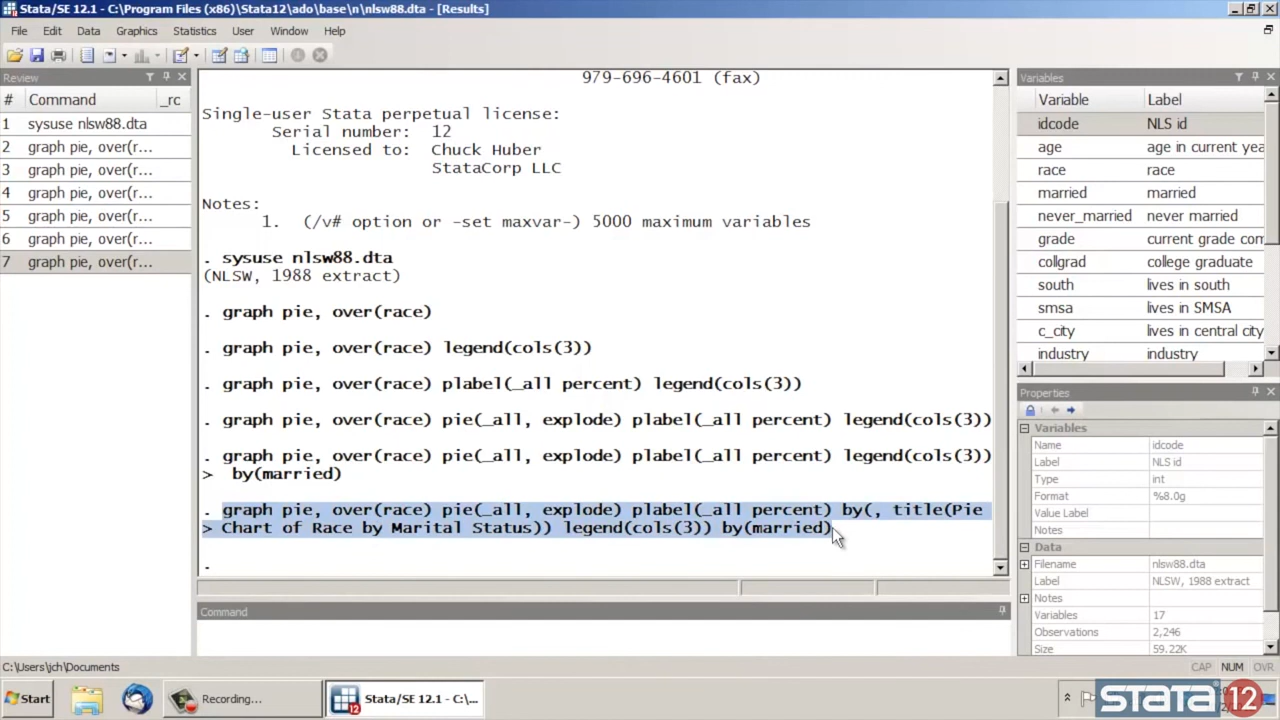 Stata/SE 12.1 - C:\Program Files (x86)\Stata12\ado\base\n\nlsw88.dta - [Results]
File Edit Data Graphics Statistics User Window Help
Review
# Command _rc
1 sysuse nlsw88.dta
2 graph pie, over(r...
3 graph pie, over(r...
4 graph pie, over(r...
5 graph pie, over(r...
6 graph pie, over(r...
7 graph pie, over(r...
979-696-4601 (fax)
Single-user Stata perpetual license:
Serial number: 12
Licensed to: Chuck Huber
StataCorp LLC
Notes:
1. (/v# option or -set maxvar-) 5000 maximum variables
. sysuse nlsw88.dta
(NLSW, 1988 extract)
. graph pie, over(race)
. graph pie, over(race) legend(cols(3))
. graph pie, over(race) plabel(_all percent) legend(cols(3))
. graph pie, over(race) pie(_all, explode) plabel(_all percent) legend(cols(3))
. graph pie, over(race) pie(_all, explode) plabel(_all percent) legend(cols(3))
> by(married)
. graph pie, over(race) pie(_all, explode) plabel(_all percent) by(, title(Pie
> Chart of Race by Marital Status)) legend(cols(3)) by(married)
.
Command
Variables
Variable Label
idcode NLS id
age age in current yea
race race
married married
never_married never married
grade current grade com
collgrad college graduate
south lives in south
smsa lives in SMSA
c_city lives in central city
industry industry
Properties
Variables
Name idcode
Label NLS id
Type int
Format %8.0g
Value Label
Notes
Data
Filename nlsw88.dta
Label NLSW, 1988 extract
Notes
Variables 17
Observations 2,246
Size 59.22K
C:\Users\jch\Documents
CAP NUM OVR
Start
Recording...
Stata/SE 12.1 - C:\...
STATA 12